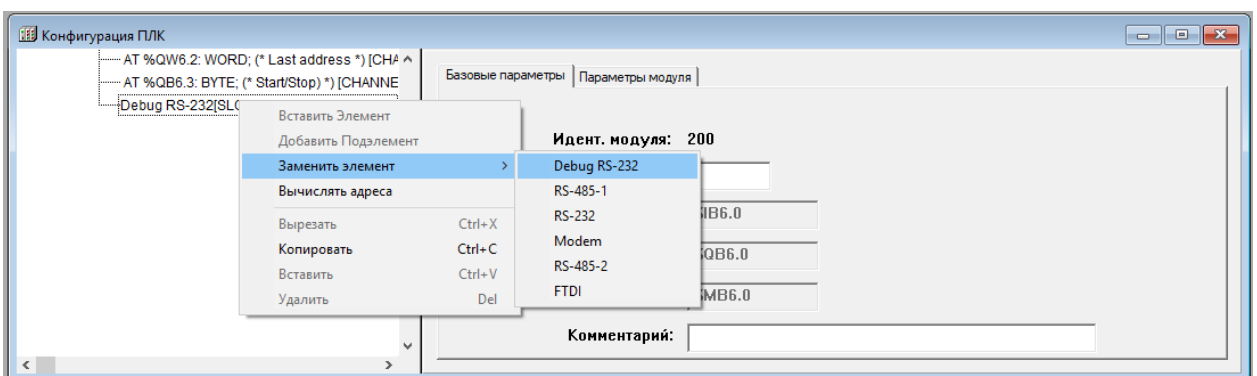 Конфигурация ПЛК
AT %QW6.2: WORD; (* Last address *) [CHA
AT %QB6.3: BYTE; (* Start/Stop) *) [CHANNE
Debug RS-232[SLO
Базовые параметры
Параметры модуля
Идент. модуля: 200
%IB6.0
%QB6.0
%MB6.0
Комментарий:
Вставить Элемент
Добавить Подэлемент
Заменить элемент >
Вычислять адреса
Вырезать Ctrl+X
Копировать Ctrl+C
Вставить Ctrl+V
Удалить Del
Debug RS-232
RS-485-1
RS-232
Modem
RS-485-2
FTDI